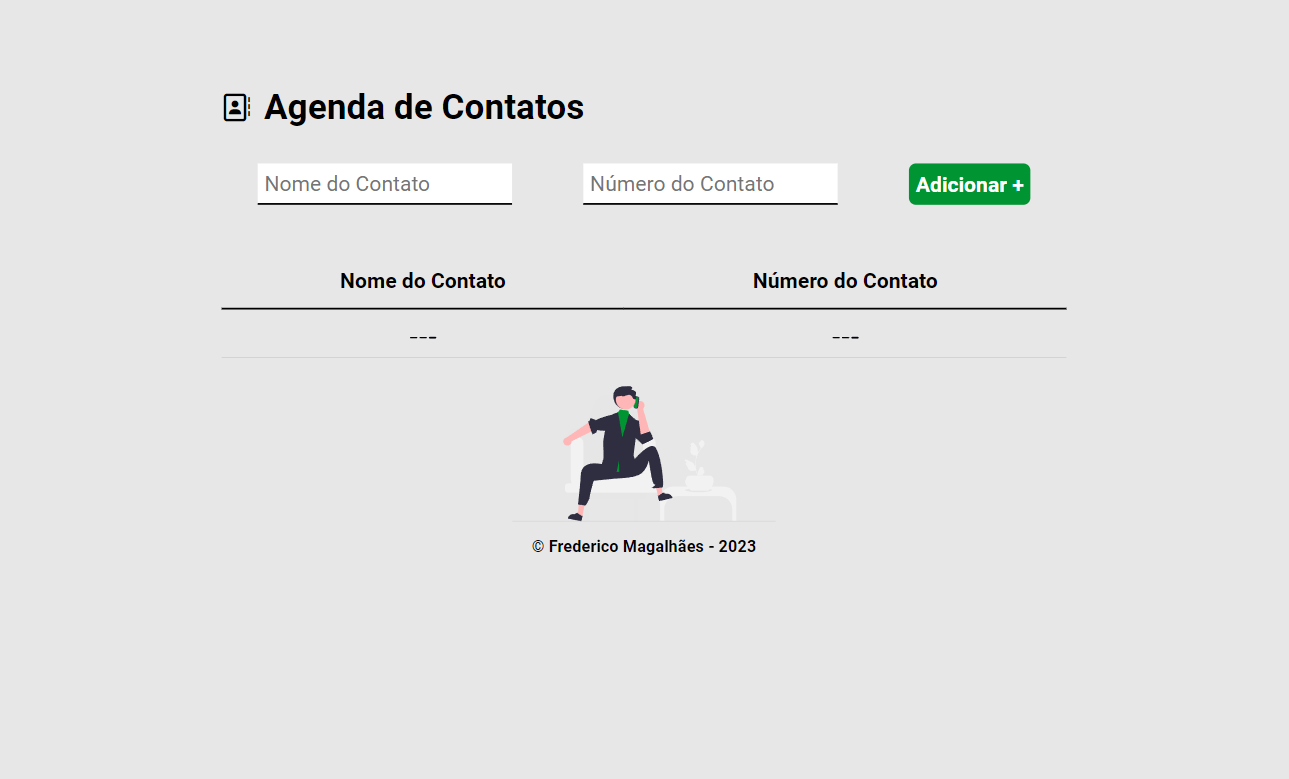 Agenda de Contatos
Nome do Contato Número do Contato Adicionar +
Nome do Contato Número do Contato
--- ---
© Frederico Magalhães - 2023